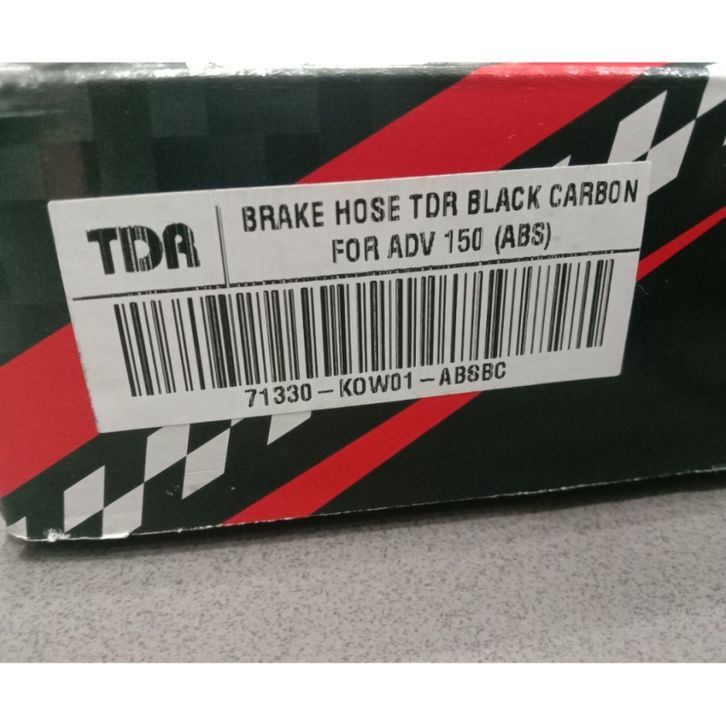 TDR
BRAKE HOSE TDR BLACK CARBON
FOR ADV 150 (ABS)
71330-K0W01-ABSBC